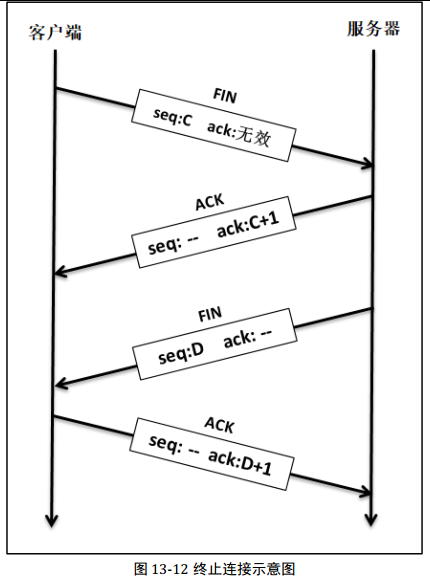 客户端 服务器
FIN
seq:C ack:无效
ACK
seq: -- ack:C+1
FIN
seq:D ack: --
ACK
seq: -- ack:D+1
图 13-12 终止连接示意图